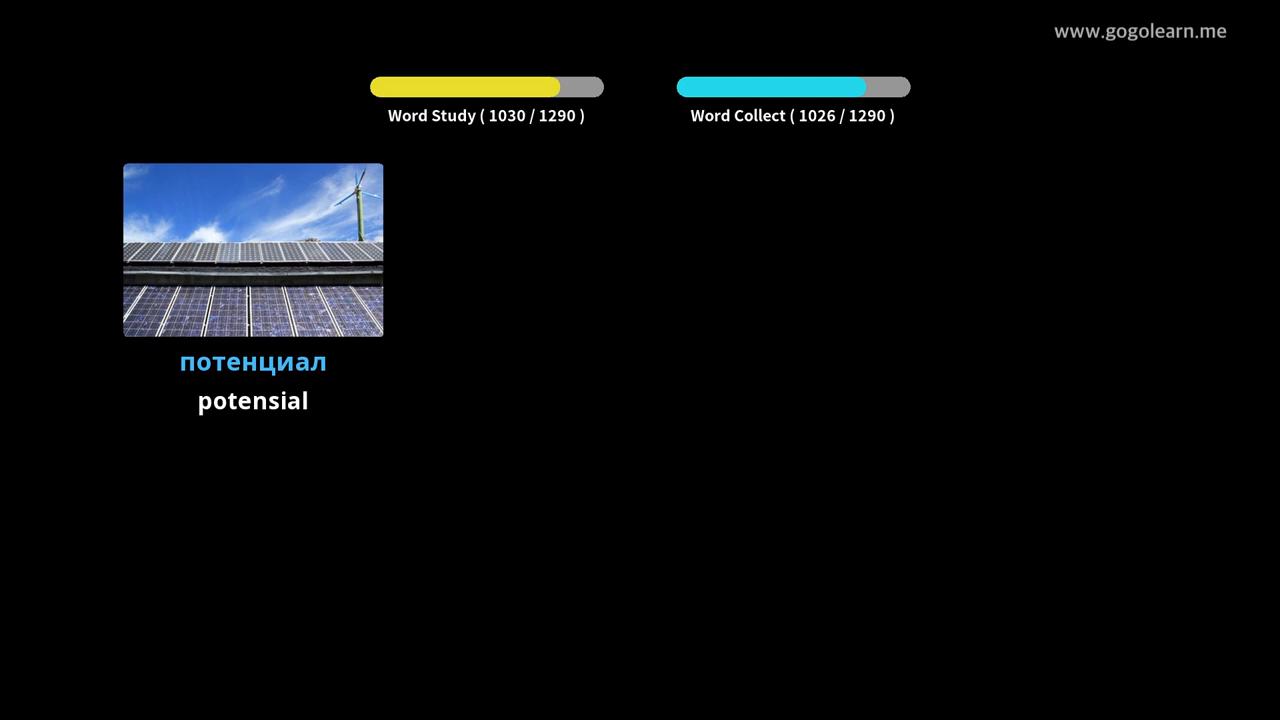 www.gogolearn.me
Word Study ( 1030 / 1290 )
Word Collect ( 1026 / 1290 )
потенциал
potensial